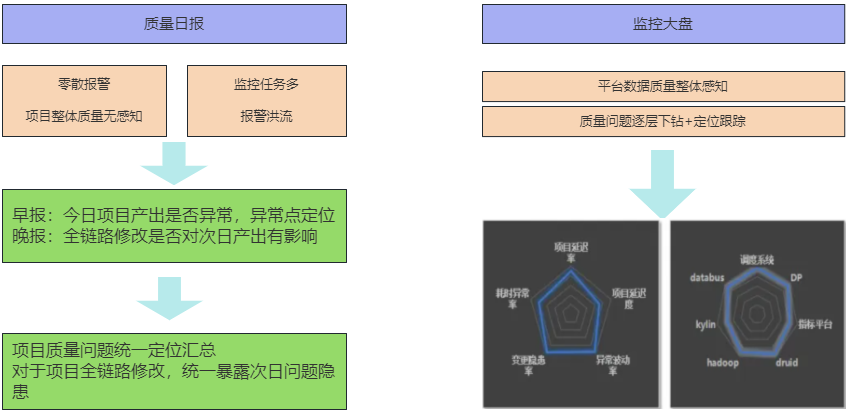 质量日报
零散报警
项目整体质量无感知
监控任务多
报警洪流
早报：今日项目产出是否异常，异常点定位
晚报：全链路修改是否对次日产出有影响
项目质量问题统一定位汇总
对于项目全链路修改，统一暴露次日问题隐
患
监控大盘
平台数据质量整体感知
质量问题逐层下钻+定位跟踪
项目延迟
率
项目延迟
度
异常波动
率
变更隐患
率
耗时异常
率
调度系统
DP
指标平台
druid
hadoop
kylin
databus